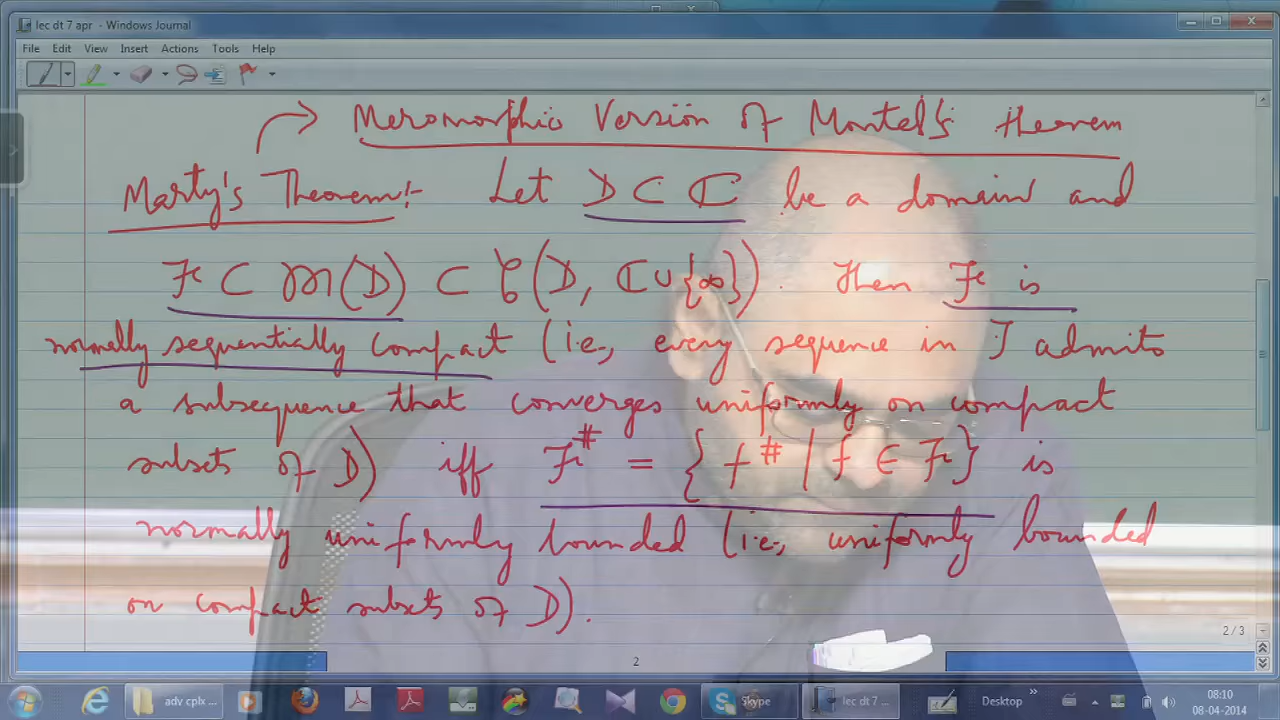 lec dt 7 apr - Windows Journal
File Edit View Insert Actions Tools Help
→ Meromorphic Version of Montel's theorem
Marty's Theorem:- Let D ⊂ ℂ be a domain and
ℱ ⊂ 𝓜(D) ⊂ 𝒞(D, ℂ ∪ {∞}). Then ℱ is
normally sequentially compact (i.e., every sequence in ℱ admits
a subsequence that converges uniformly on compact
subsets of D) iff ℱ^# = {f^# | f ∈ ℱ} is
normally uniformly bounded (i.e., uniformly bounded
on compact subsets of D).
2/3
2
adv cplx ... Skype lec dt 7 ... Desktop » 08:10
08-04-2014